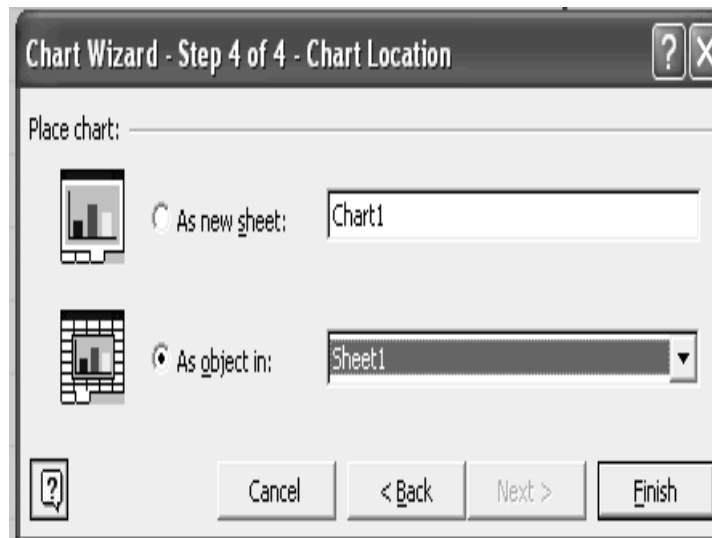 Chart Wizard - Step 4 of 4 - Chart Location
Place chart:
As new sheet: Chart1
As object in: Sheet1
Cancel < Back Next > Finish